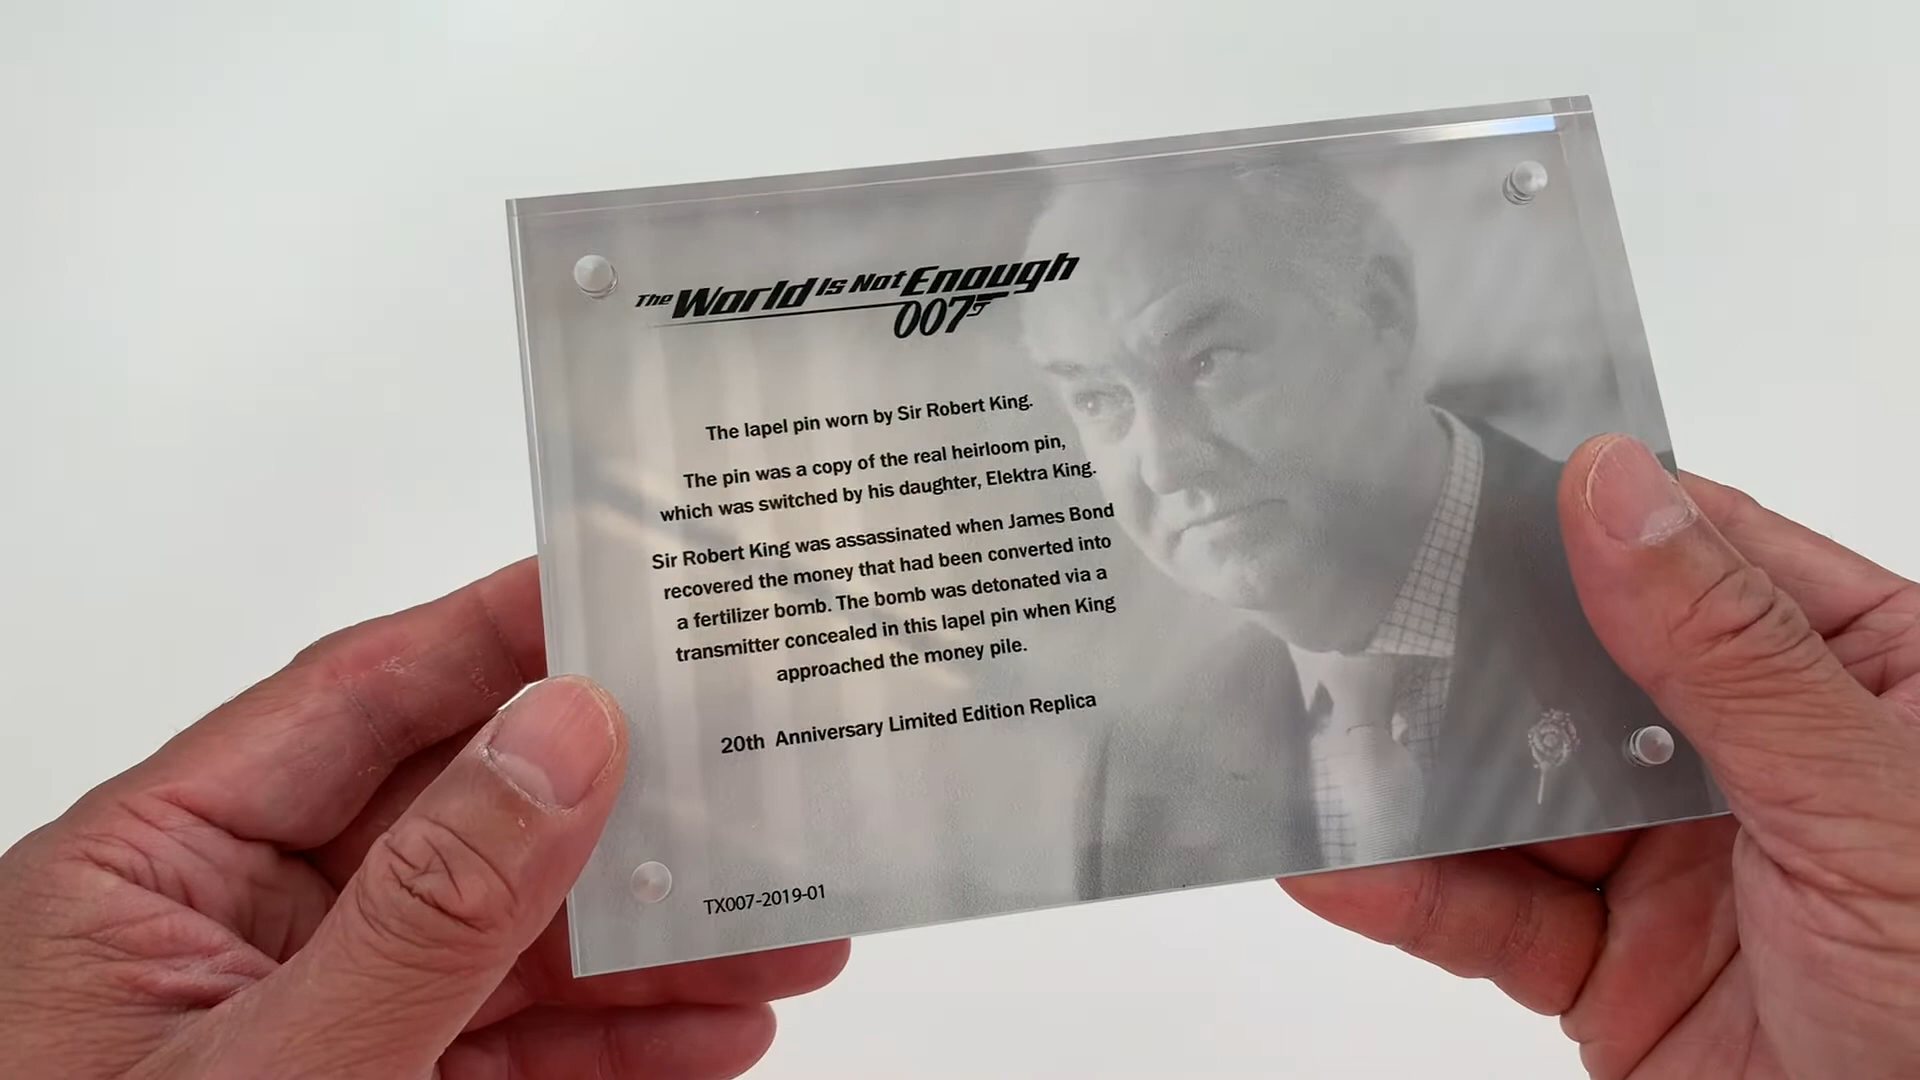 The World Is Not Enough
007
The lapel pin worn by Sir Robert King.
The pin was a copy of the real heirloom pin,
which was switched by his daughter, Elektra King.
Sir Robert King was assassinated when James Bond
recovered the money that had been converted into
a fertilizer bomb. The bomb was detonated via a
transmitter concealed in this lapel pin when King
approached the money pile.
20th Anniversary Limited Edition Replica
TX007-2019-01